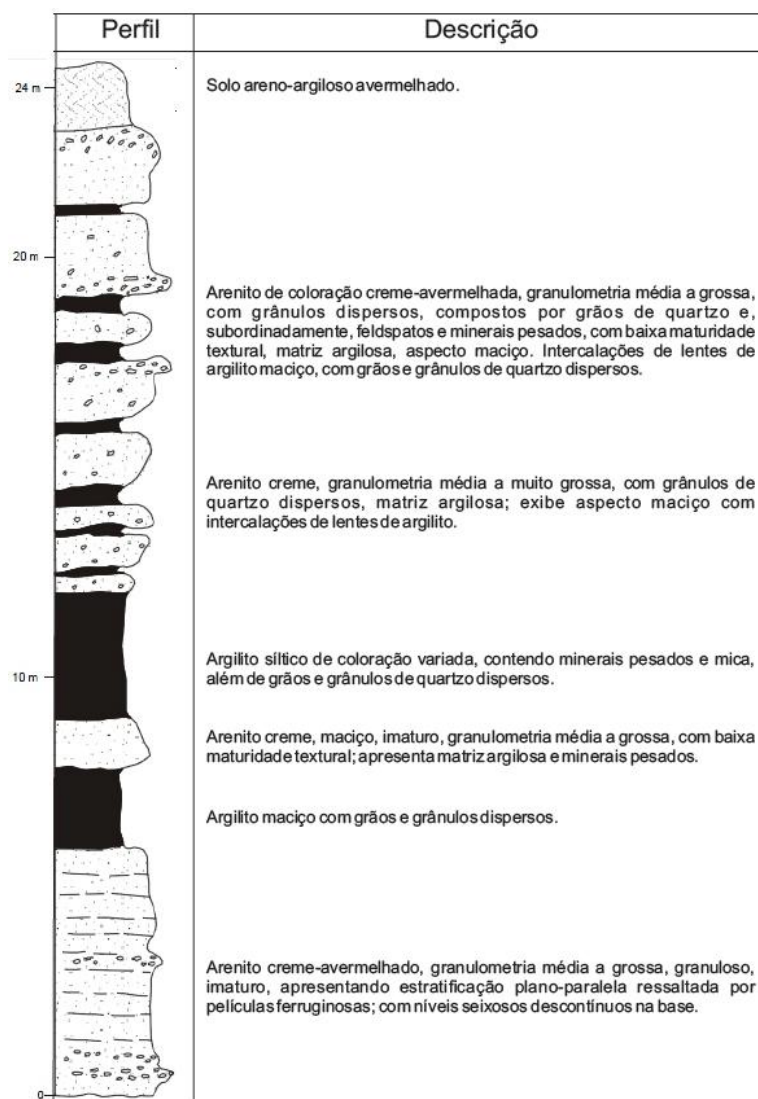 Perfil
Descrição
24 m
Solo areno-argiloso avermelhado.
20 m
Arenito de coloração creme-avermelhada, granulometria média a grossa,
com grânulos dispersos, compostos por grãos de quartzo e,
subordinadamente, feldspatos e minerais pesados, com baixa maturidade
textural, matriz argilosa, aspecto maciço. Intercalações de lentes de
argilito maciço, com grãos e grânulos de quartzo dispersos.
Arenito creme, granulometria média a muito grossa, com grânulos de
quartzo dispersos, matriz argilosa; exibe aspecto maciço com
intercalações de lentes de argilito.
Argilito síltico de coloração variada, contendo minerais pesados e mica,
10 m
além de grãos e grânulos de quartzo dispersos.
Arenito creme, maciço, imaturo, granulometria média a grossa, com baixa
maturidade textural; apresenta matriz argilosa e minerais pesados.
Argilito maciço com grãos e grânulos dispersos.
Arenito creme-avermelhado, granulometria média a grossa, granuloso,
imaturo, apresentando estratificação plano-paralela ressaltada por
películas ferruginosas; com níveis seixosos descontínuos na base.
0